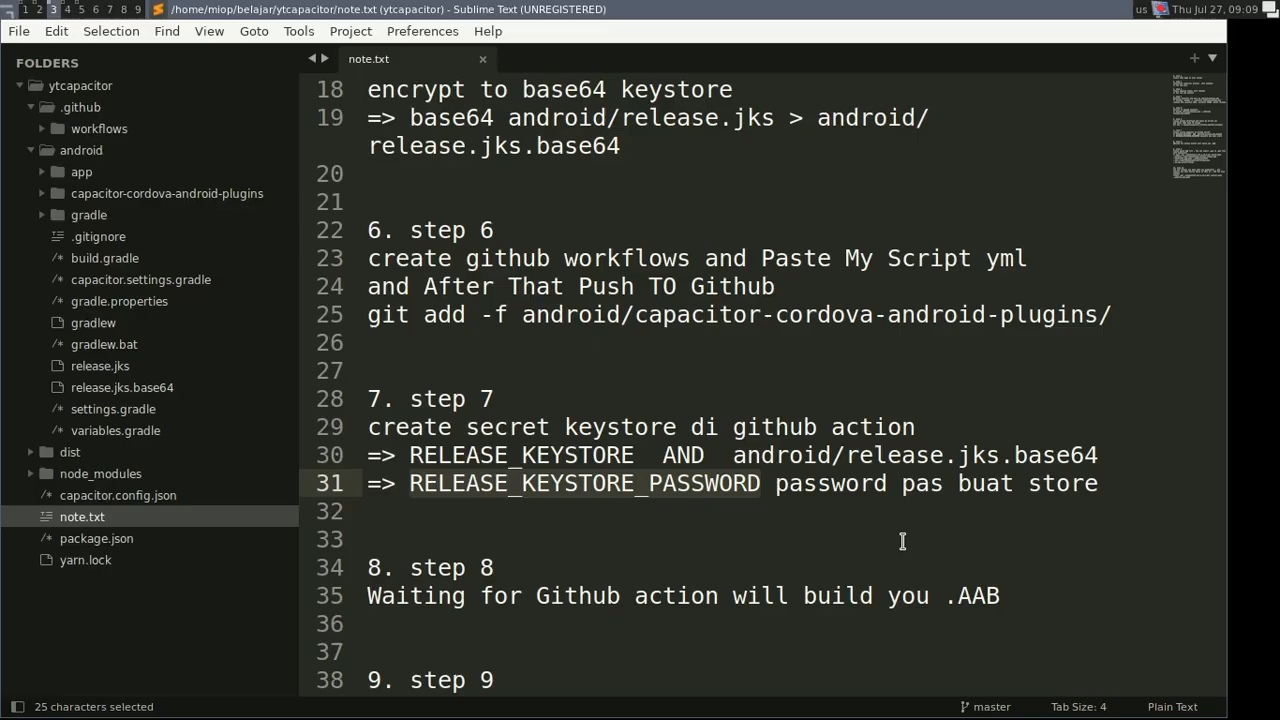 1 2 3 4 5 6 7 8 9 /home/miop/belajar/ytcapacitor/note.txt (ytcapacitor) - Sublime Text (UNREGISTERED) us Thu Jul 27, 09:09
File Edit Selection Find View Goto Tools Project Preferences Help
FOLDERS
ytcapacitor
.github
workflows
android
app
capacitor-cordova-android-plugins
gradle
.gitignore
build.gradle
capacitor.settings.gradle
gradle.properties
gradlew
gradlew.bat
release.jks
release.jks.base64
settings.gradle
variables.gradle
dist
node_modules
capacitor.config.json
note.txt
package.json
yarn.lock
note.txt ×
18 encrypt to base64 keystore
19 => base64 android/release.jks > android/
release.jks.base64
20
21
22 6. step 6
23 create github workflows and Paste My Script yml
24 and After That Push TO Github
25 git add -f android/capacitor-cordova-android-plugins/
26
27
28 7. step 7
29 create secret keystore di github action
30 => RELEASE_KEYSTORE  AND  android/release.jks.base64
31 => RELEASE_KEYSTORE_PASSWORD password pas buat store
32
33
34 8. step 8
35 Waiting for Github action will build you .AAB
36
37
38 9. step 9
25 characters selected master Tab Size: 4 Plain Text